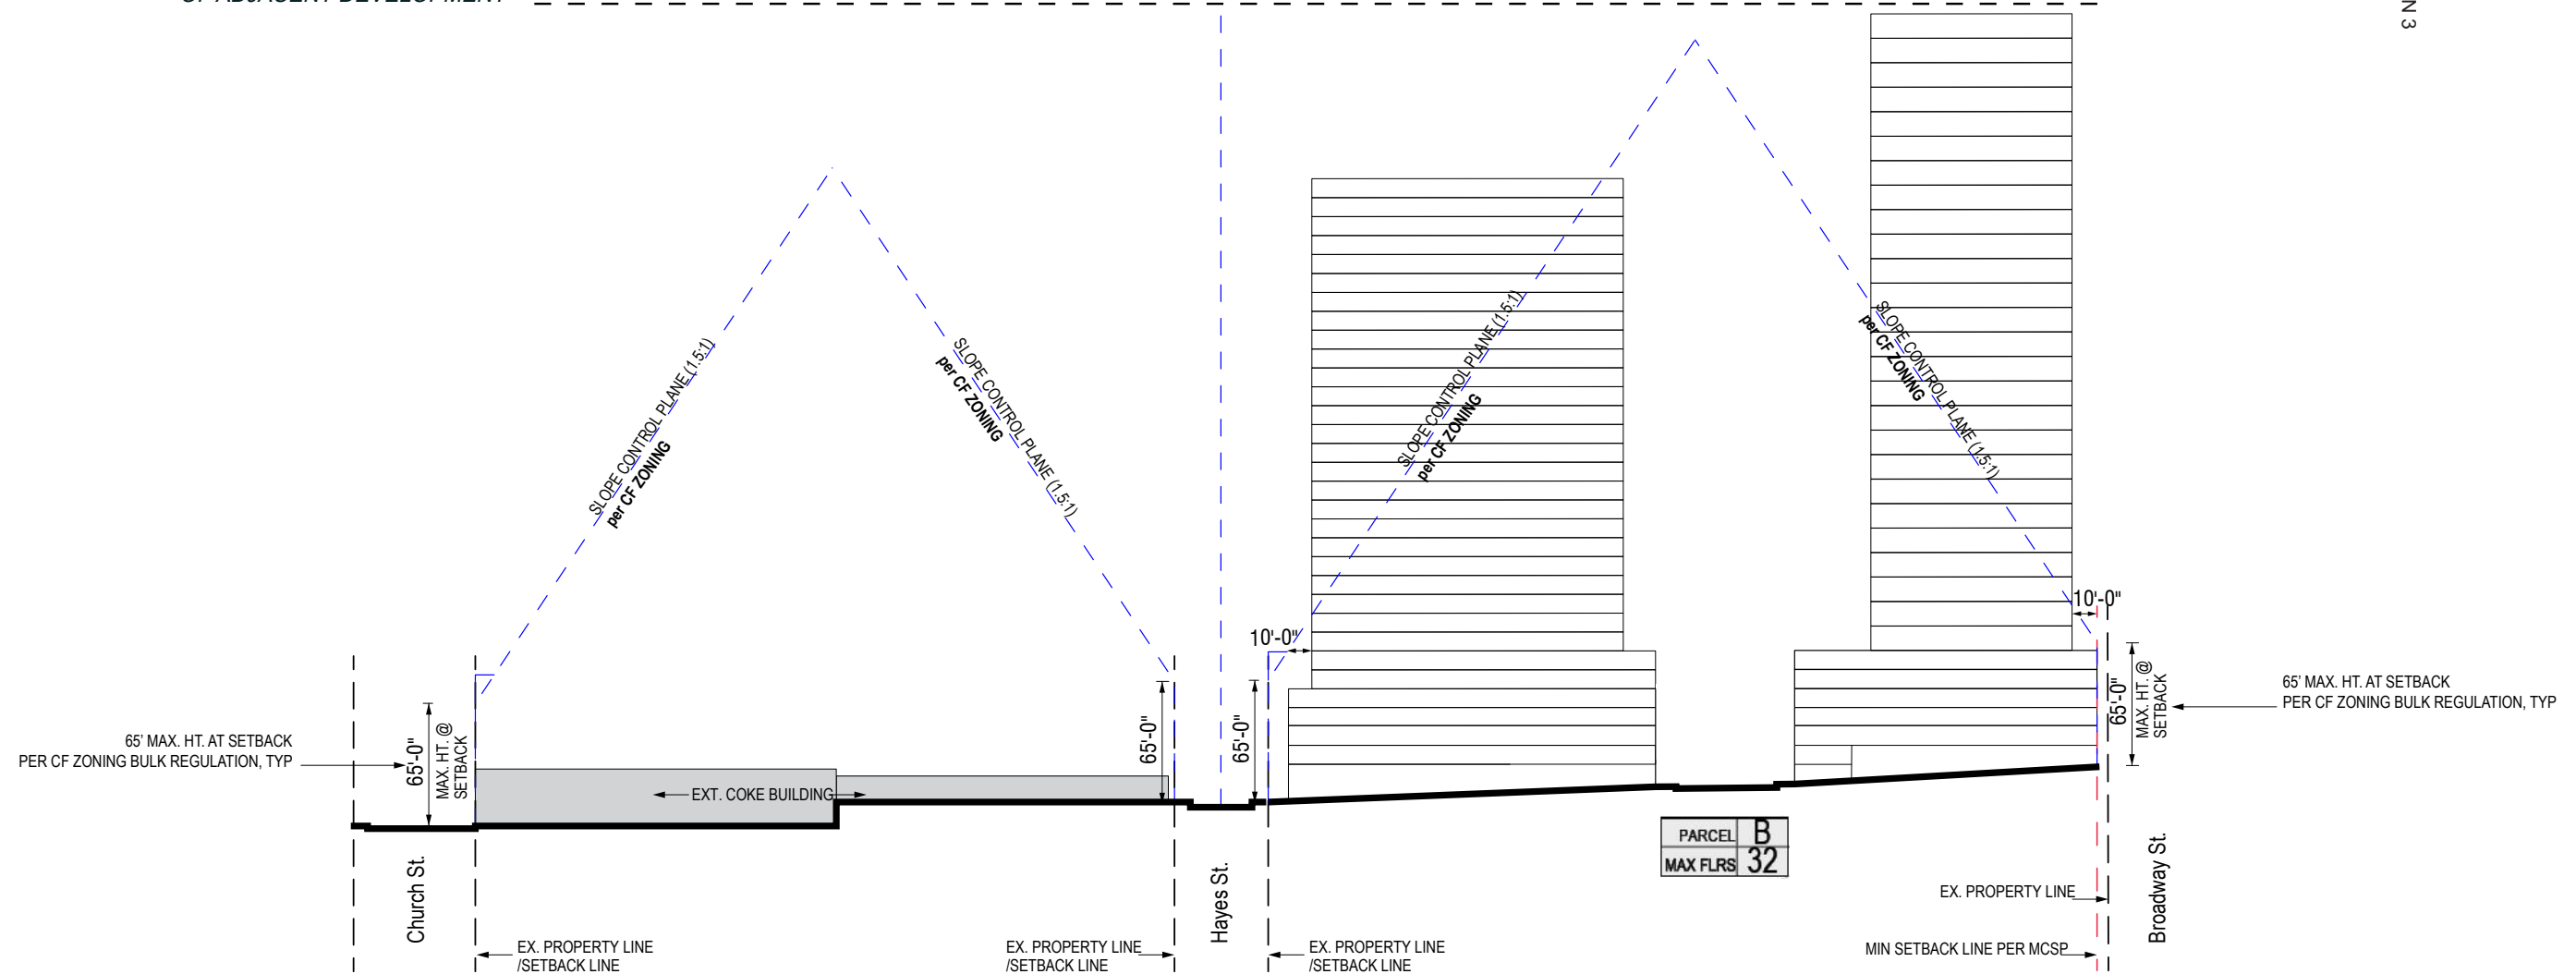 OF ADJACENT DEVELOPMENT
N 3
SLOPE CONTROL PLANE (1.5:1)
per CF ZONING
SLOPE CONTROL PLANE (1.5:1)
per CF ZONING
SLOPE CONTROL PLANE (1.5:1)
per CF ZONING
SLOPE CONTROL PLANE (1.5:1)
per CF ZONING
65' MAX. HT. AT SETBACK
PER CF ZONING BULK REGULATION, TYP
65'-0"
MAX. HT. @
SETBACK
EXT. COKE BUILDING
65'-0"
65'-0"
10'-0"
10'-0"
65'-0"
MAX. HT. @
SETBACK
65' MAX. HT. AT SETBACK
PER CF ZONING BULK REGULATION, TYP
PARCEL B
MAX FLRS 32
Church St.
Hayes St.
Broadway St.
EX. PROPERTY LINE
/SETBACK LINE
EX. PROPERTY LINE
/SETBACK LINE
EX. PROPERTY LINE
/SETBACK LINE
EX. PROPERTY LINE
MIN SETBACK LINE PER MCSP